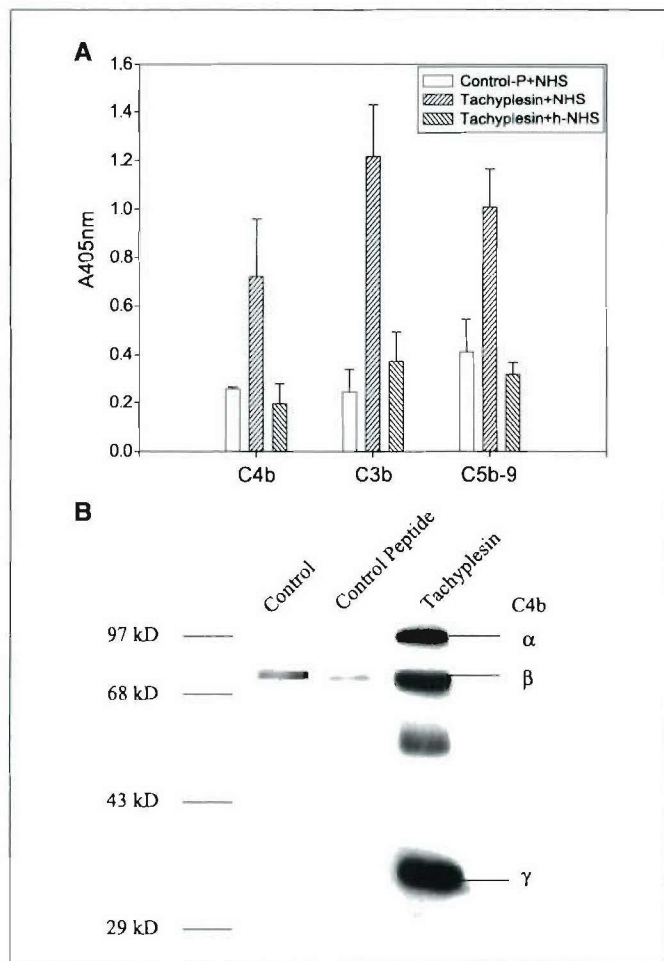 A
1.6
1.4
1.2
1.0
0.8
0.6
0.4
0.2
0.0
A405nm
Control-P+NHS
Tachyplesin+NHS
Tachyplesin+h-NHS
C4b C3b C5b-9
B
Control Control Peptide Tachyplesin
C4b
97 kD α
β
68 kD
43 kD
γ
29 kD